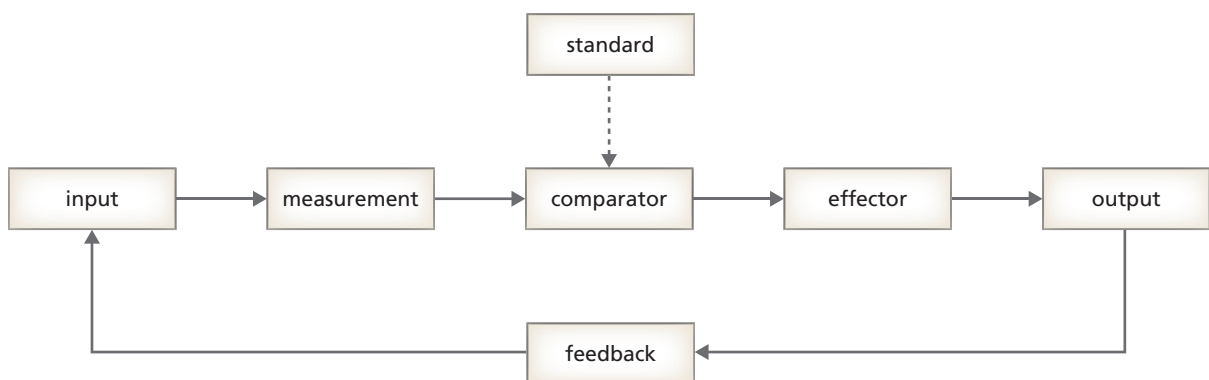 standard
input
measurement
comparator
effector
output
feedback